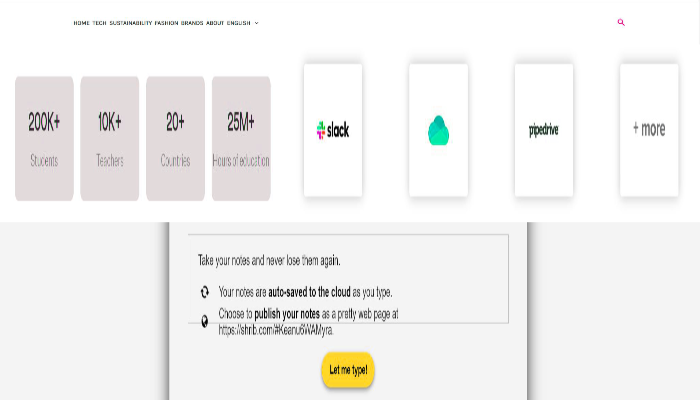 HOME TECH SUSTAINABILITY FASHION BRANDS ABOUT ENGLISH
200K+
Students
10K+
Teachers
20+
Countries
25M+
Hours of education
slack
pipedrive
+ more
Take your notes and never lose them again.
Your notes are auto-saved to the cloud as you type.
Choose to publish your notes as a pretty web page at
https://shrib.com/#Keanu6WAMyra.
Let me type!